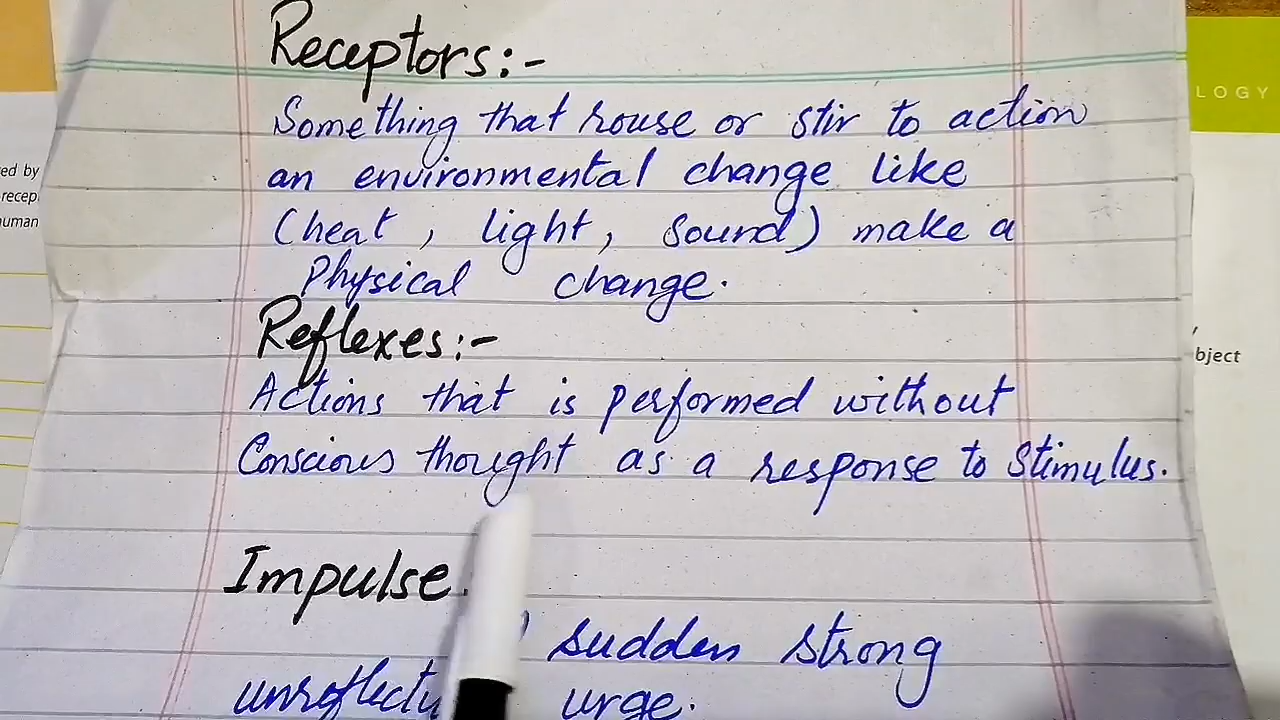 Receptors:-
Something that rouse or stir to action
an environmental change like
(heat, light, sound) make a
Physical change.
Reflexes:-
Actions that is performed without
Conscious thought as a response to Stimulus.
Impulse
sudden strong
urge.
LOGY
ed by
recep
human
bject